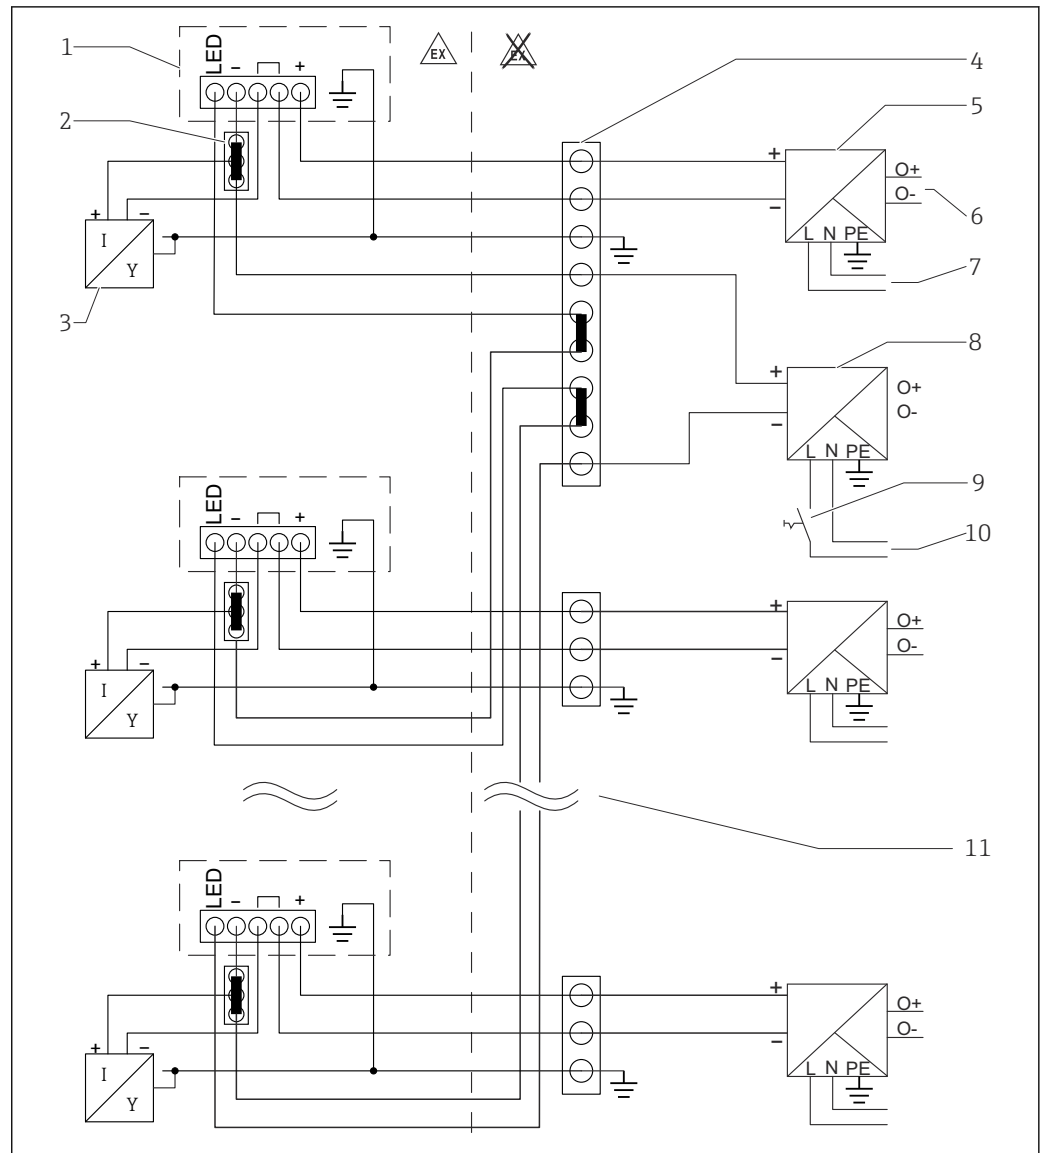 1
LED
-
+
EX
EX
4
5
2
+
-
O+
O-
6
L N PE
7
+
-
I
Y
3
8
+
-
O+
O-
L N PE
9
10
LED
-
+
+
-
O+
O-
L N PE
+
-
I
Y
11
LED
-
+
+
-
O+
O-
L N PE
+
-
I
Y